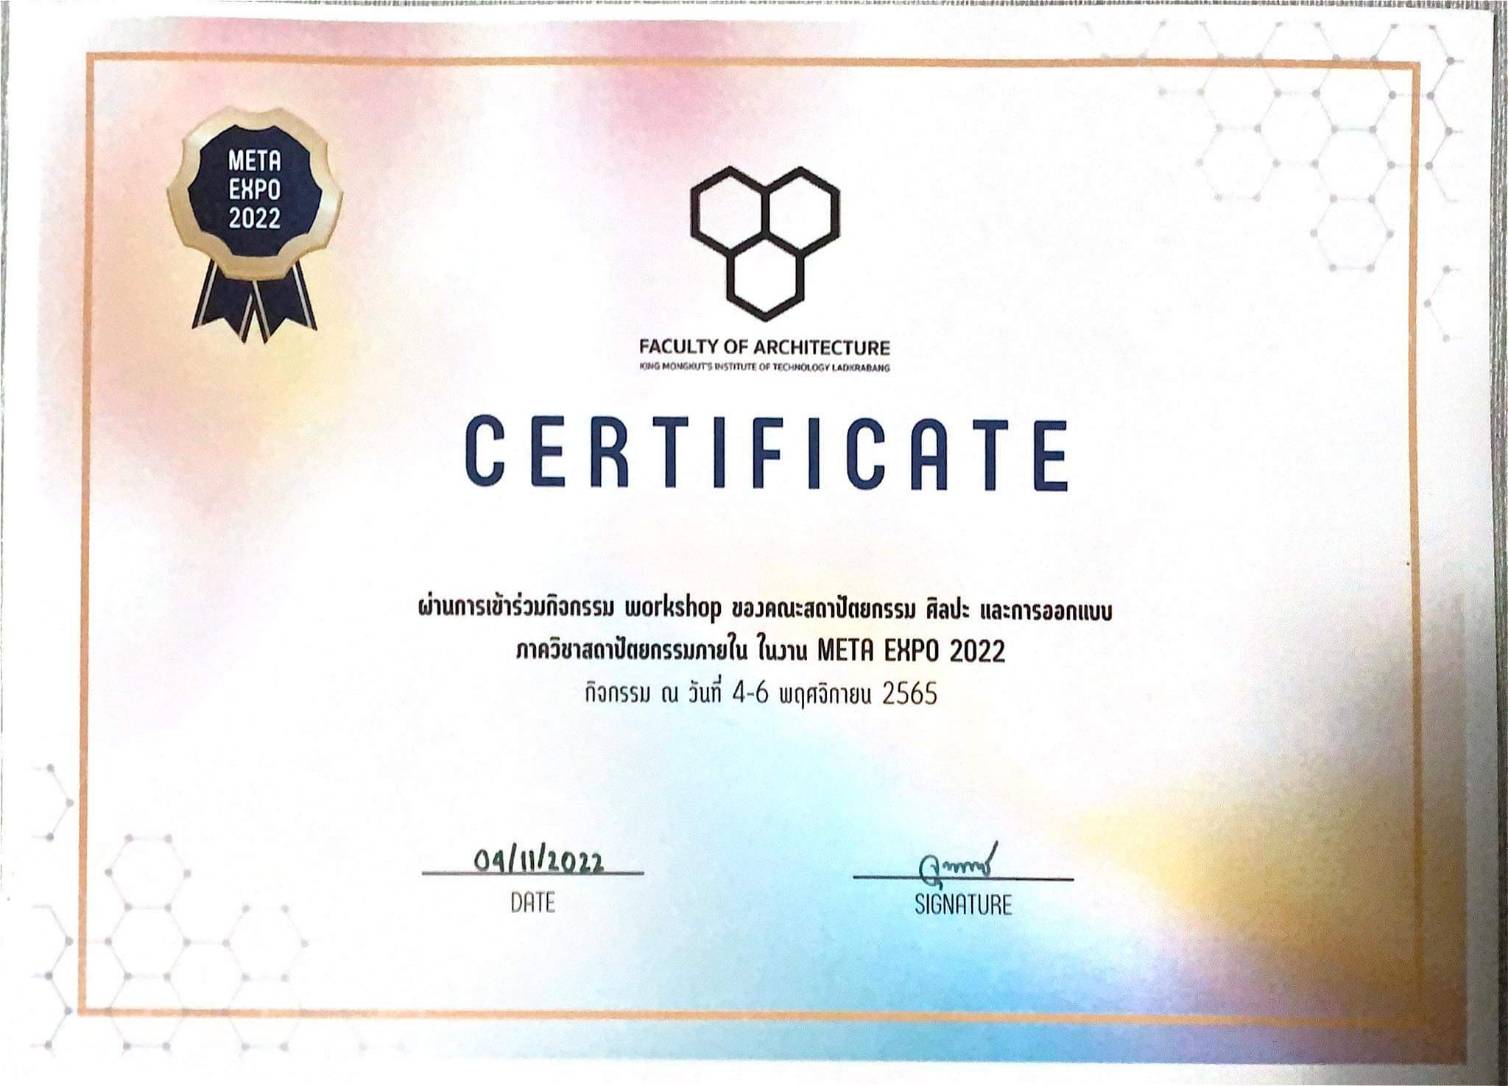 META
EXPO
2022
FACULTY OF ARCHITECTURE
KING MONGKUT'S INSTITUTE OF TECHNOLOGY LADKRABANG
CERTIFICATE
ผ่านการเข้าร่วมกิจกรรม workshop ของคณะสถาปัตยกรรม ศิลปะ และการออกแบบ
ภาควิชาสถาปัตยกรรมภายใน ในงาน META EXPO 2022
กิจกรรม ณ วันที่ 4-6 พฤศจิกายน 2565
04/11/2022
DATE
SIGNATURE